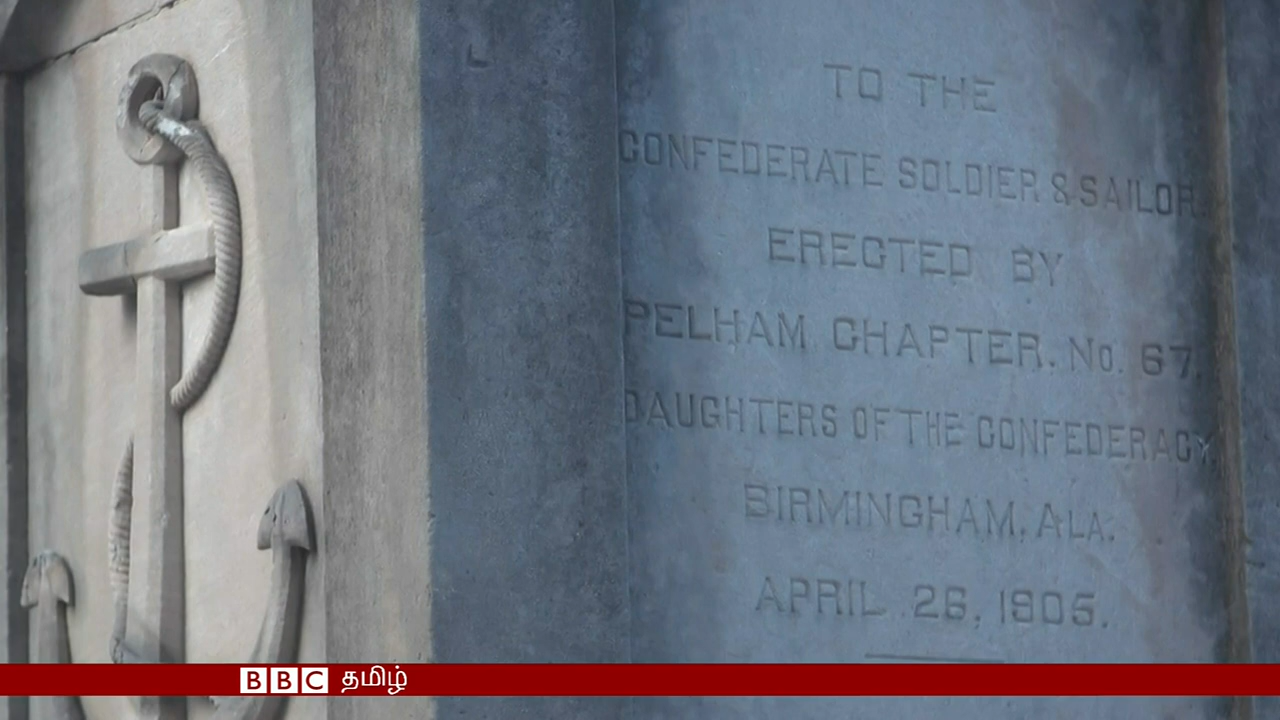 TO THE
CONFEDERATE SOLDIER & SAILOR.
ERECTED BY
PELHAM CHAPTER. No. 67.
DAUGHTERS OF THE CONFEDERACY.
BIRMINGHAM, ALA.
APRIL 26, 1905.
BBC தமிழ்